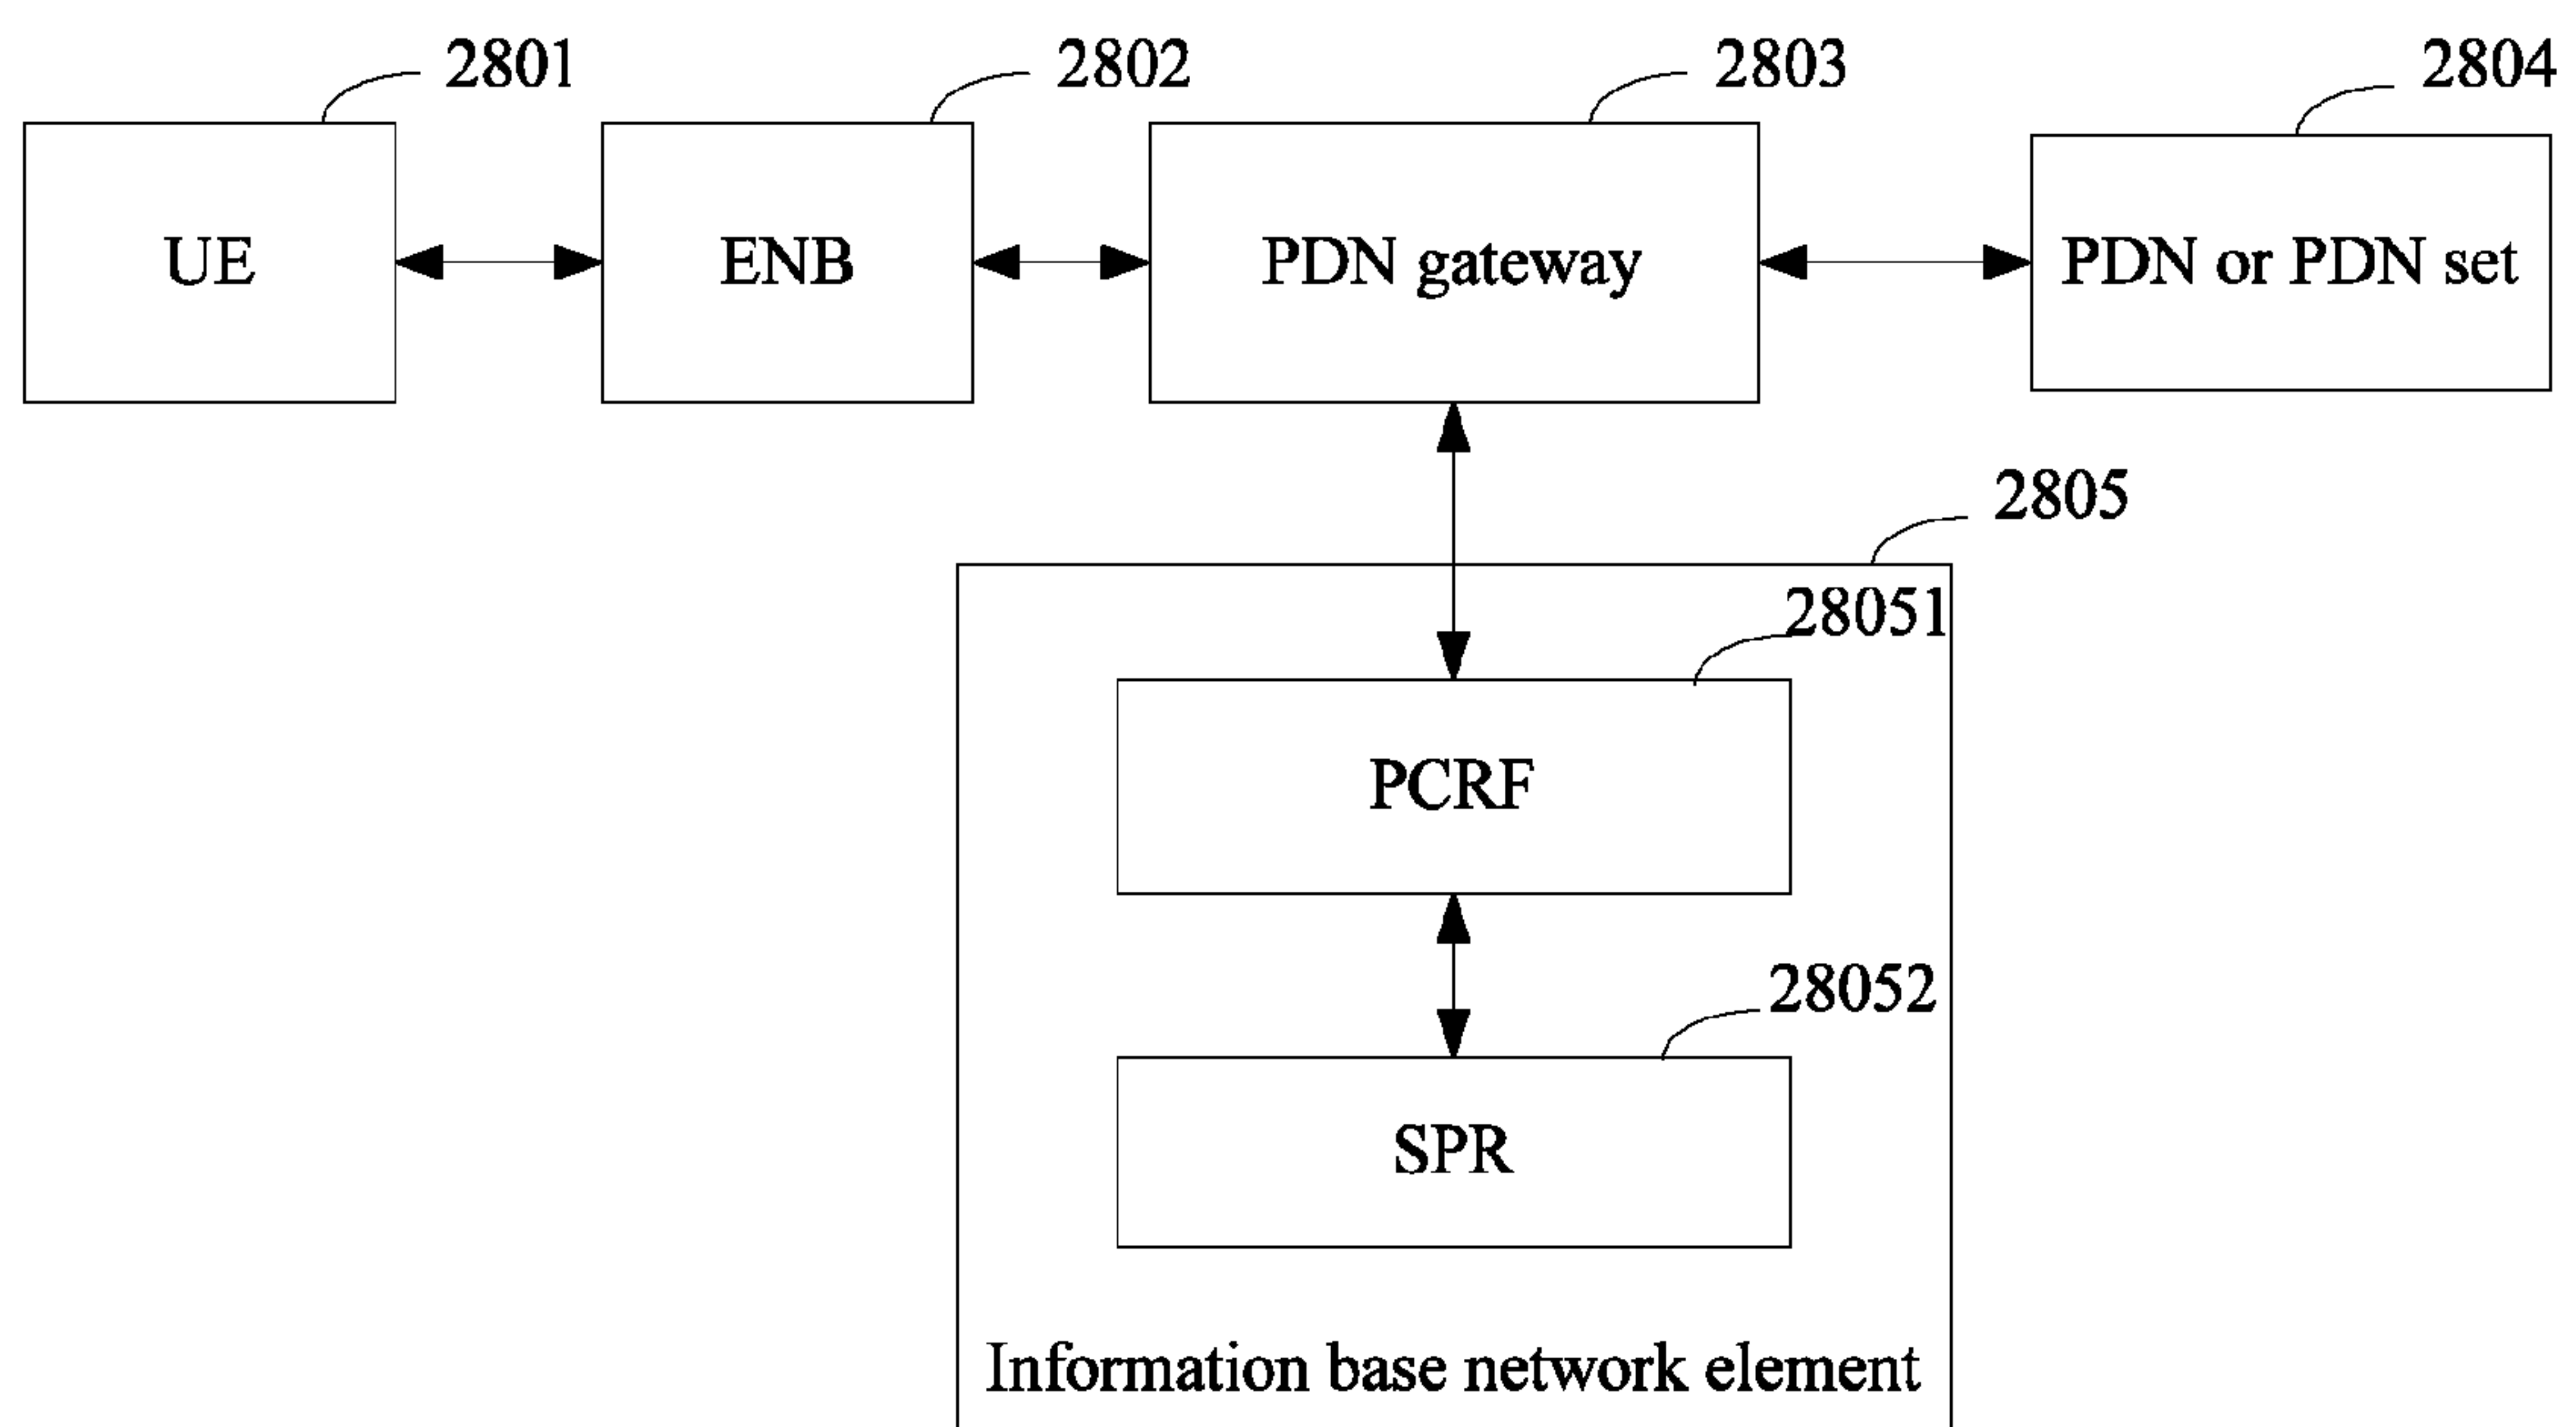 2801
2802
2803
2804
UE
ENB
PDN gateway
PDN or PDN set
2805
28051
PCRF
28052
SPR
Information base network element